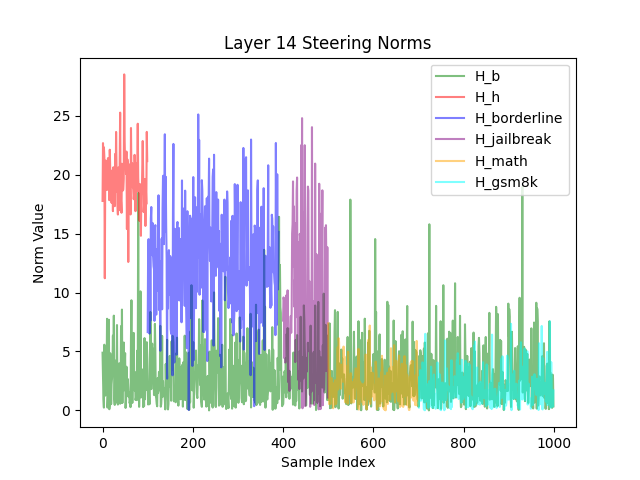 Layer 14 Steering Norms
H_b
H_h
H_borderline
H_jailbreak
H_math
H_gsm8k
Norm Value
25
20
15
10
5
0
0
200
400
600
800
1000
Sample Index